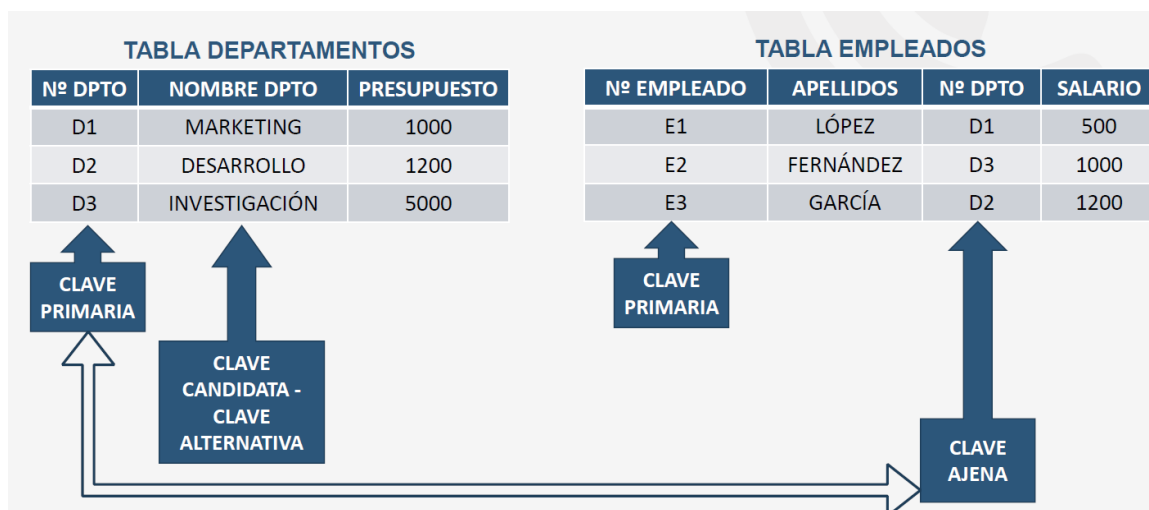 TABLA DEPARTAMENTOS
Nº DPTO NOMBRE DPTO PRESUPUESTO
D1 MARKETING 1000
D2 DESARROLLO 1200
D3 INVESTIGACIÓN 5000
CLAVE
PRIMARIA
CLAVE
CANDIDATA -
CLAVE
ALTERNATIVA
TABLA EMPLEADOS
Nº EMPLEADO APELLIDOS Nº DPTO SALARIO
E1 LÓPEZ D1 500
E2 FERNÁNDEZ D3 1000
E3 GARCÍA D2 1200
CLAVE
PRIMARIA
CLAVE
AJENA